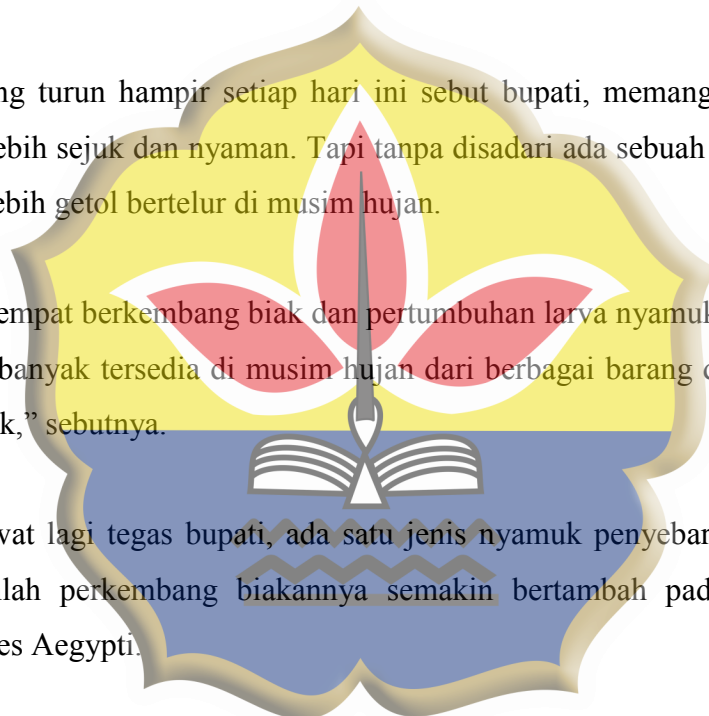 ng turun hampir setiap hari ini sebut bupati, memang
ebih sejuk dan nyaman. Tapi tanpa disadari ada sebuah
ebih getol bertelur di musim hujan.
empat berkembang biak dan pertumbuhan larva nyamuk
banyak tersedia di musim hujan dari berbagai barang
k,” sebutnya.
wat lagi tegas bupati, ada satu jenis nyamuk penyebar
lah perkembang biakannya semakin bertambah pad
es Aegypti.